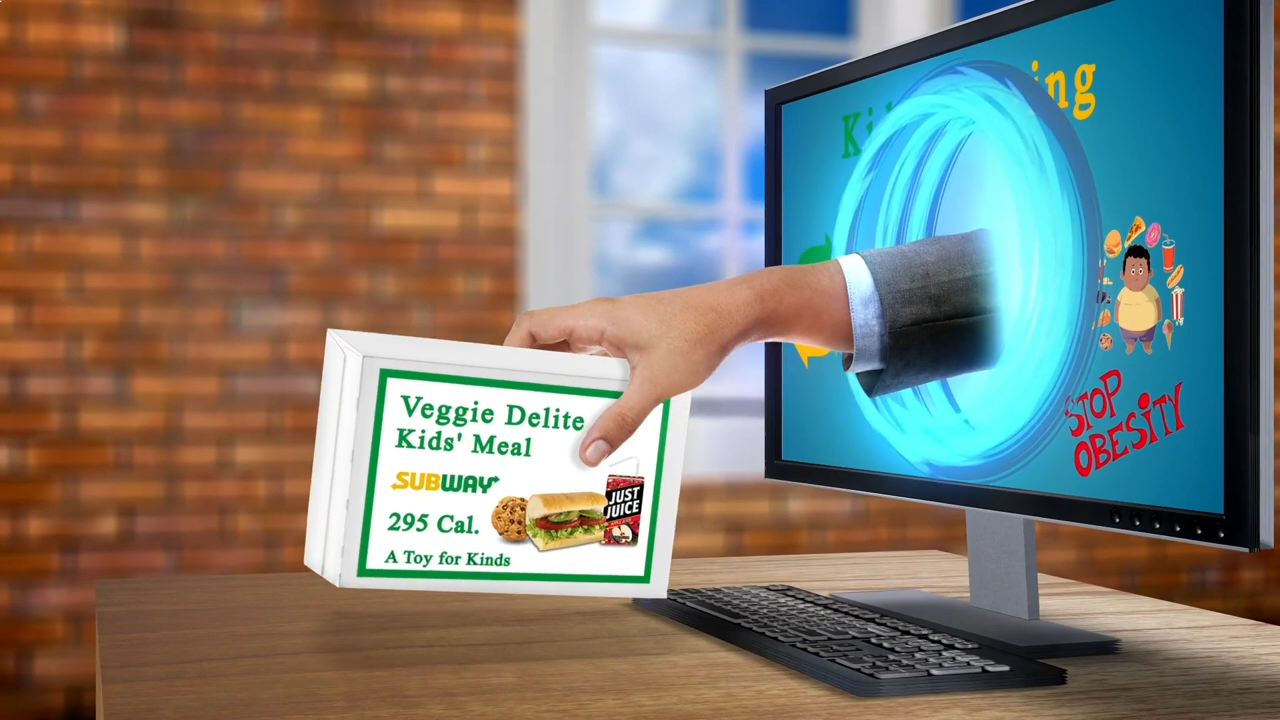 Veggie Delite
Kids' Meal
SUBWAY
295 Cal.
A Toy for Kinds
JUST
JUICE
STOP
OBESITY